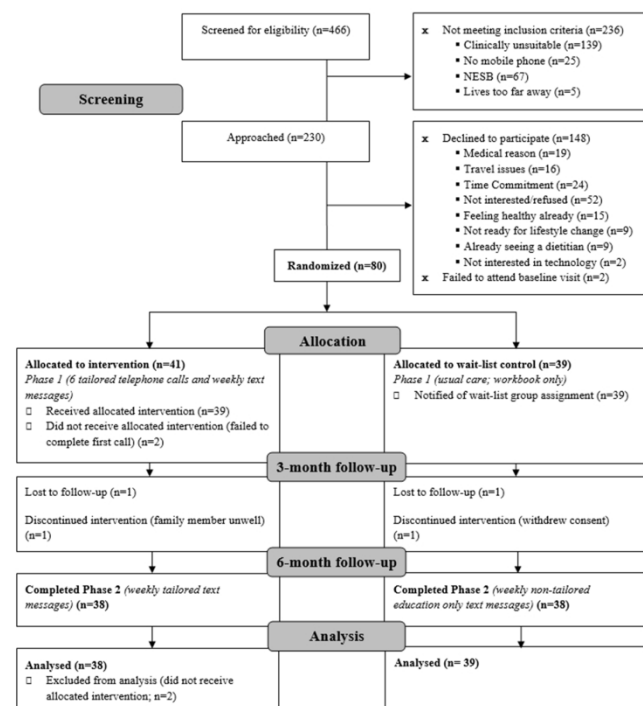 Screened for eligibility (n=466)
x Not meeting inclusion criteria (n=236)
▪ Clinically unsuitable (n=139)
▪ No mobile phone (n=25)
▪ NESB (n=67)
▪ Lives too far away (n=5)
Screening
Approached (n=230)
x Declined to participate (n=148)
▪ Medical reason (n=19)
▪ Travel issues (n=16)
▪ Time Commitment (n=24)
▪ Not interested/refused (n=52)
▪ Feeling healthy already (n=15)
▪ Not ready for lifestyle change (n=9)
▪ Already seeing a dietitian (n=9)
▪ Not interested in technology (n=2)
x Failed to attend baseline visit (n=2)
Randomized (n=80)
Allocation
Allocated to intervention (n=41)
Phase 1 (6 tailored telephone calls and weekly text
messages)
▯ Received allocated intervention (n=39)
▯ Did not receive allocated intervention (failed to
complete first call) (n=2)
Allocated to wait-list control (n=39)
Phase 1 (usual care; workbook only)
▯ Notified of wait-list group assignment (n=39)
3-month follow-up
Lost to follow-up (n=1)
Discontinued intervention (family member unwell)
(n=1)
Lost to follow-up (n=1)
Discontinued intervention (withdrew consent)
(n=1)
6-month follow-up
Completed Phase 2 (weekly tailored text
messages) (n=38)
Completed Phase 2 (weekly non-tailored
education only text messages) (n=38)
Analysis
Analysed (n=38)
▯ Excluded from analysis (did not receive
allocated intervention; n=2)
Analysed (n= 39)